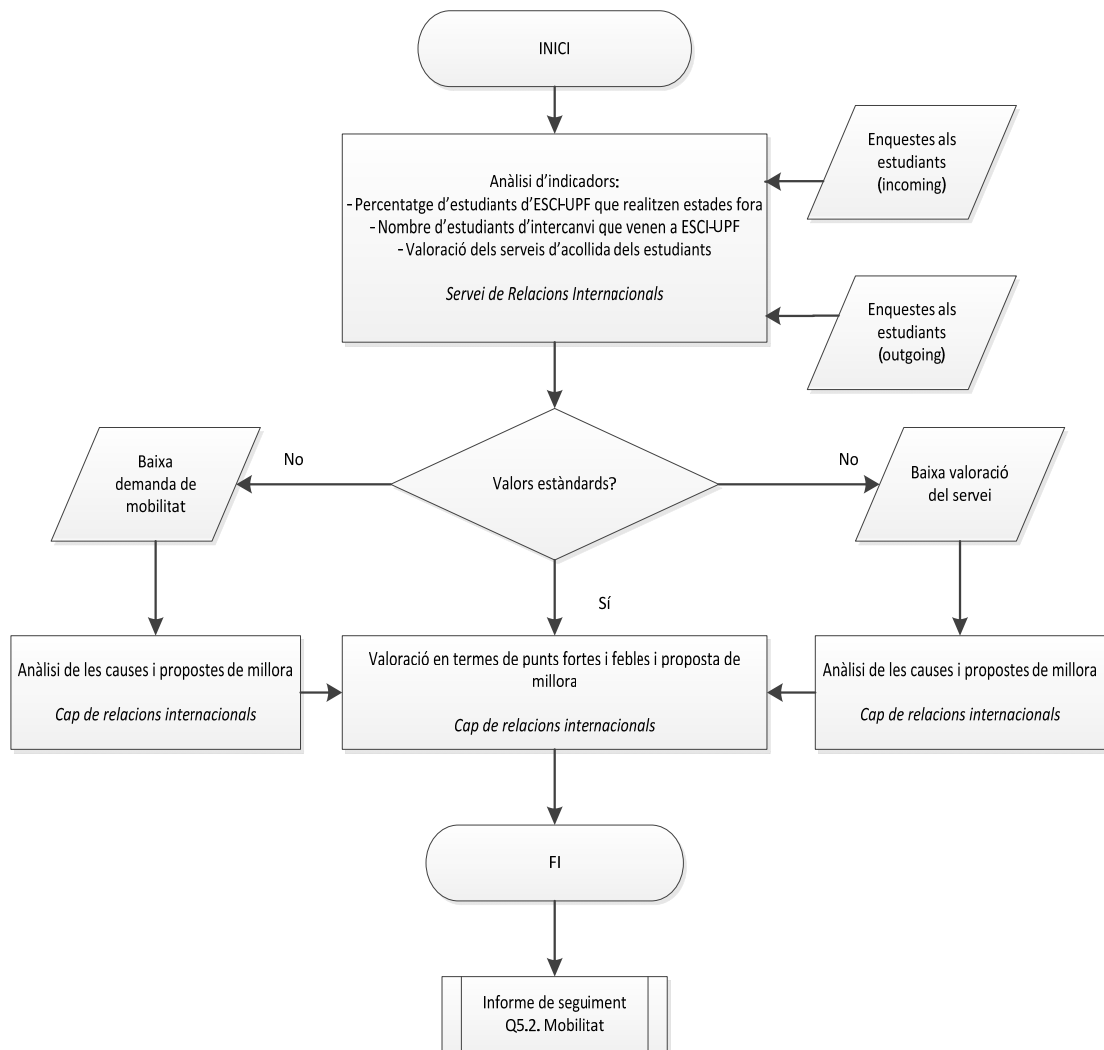 INICI
Enquestes als
estudiants
(incoming)
Anàlisi d’indicadors:
- Percentatge d’estudiants d’ESCI-UPF que realitzen estades fora
- Nombre d’estudiants d’intercanvi que venen a ESCI-UPF
- Valoració dels serveis d’acollida dels estudiants
Servei de Relacions Internacionals
Enquestes als
estudiants
(outgoing)
Baixa
demanda de
mobilitat
No
Valors estàndards?
No
Baixa valoració
del servei
Sí
Anàlisi de les causes i propostes de millora
Cap de relacions internacionals
Valoració en termes de punts fortes i febles i proposta de
millora
Cap de relacions internacionals
Anàlisi de les causes i propostes de millora
Cap de relacions internacionals
FI
Informe de seguiment
Q5.2. Mobilitat